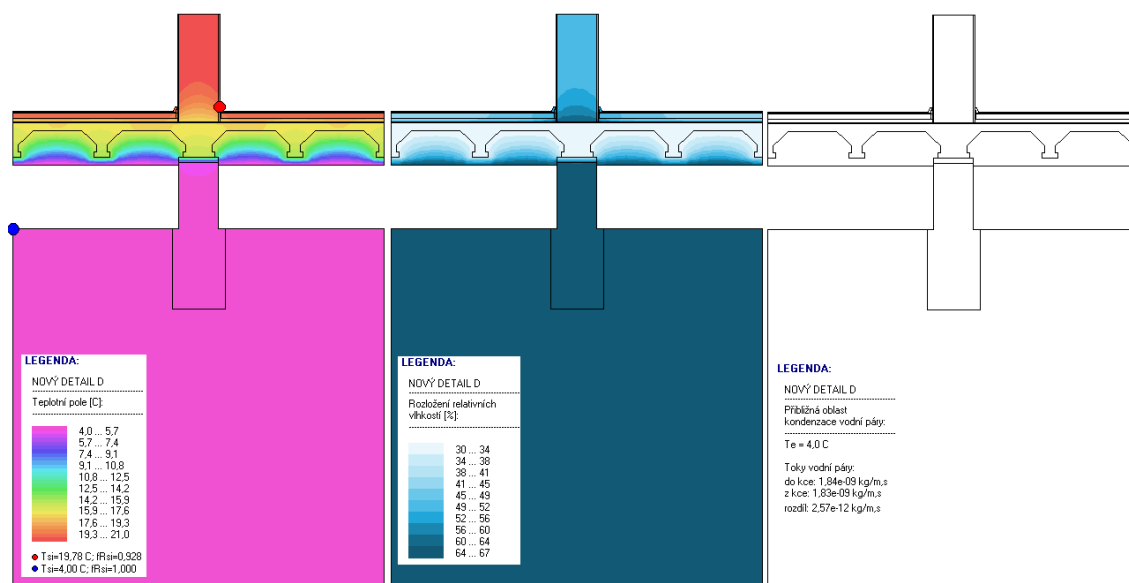 LEGENDA:
NOVÝ DETAIL D
Teplotní pole [C]:
4,0 ... 5,7
5,7 ... 7,4
7,4 ... 9,1
9,1 ... 10,8
10,8 ... 12,5
12,5 ... 14,2
14,2 ... 15,9
15,9 ... 17,6
17,6 ... 19,3
19,3 ... 21,0
Tsi=19,78 C; fRsi=0,928
Tsi=4,00 C; fRsi=1,000
LEGENDA:
NOVÝ DETAIL D
Rozložení relativních
vlhkostí [%]:
30 ... 34
34 ... 38
38 ... 41
41 ... 45
45 ... 49
49 ... 52
52 ... 56
56 ... 60
60 ... 64
64 ... 67
LEGENDA:
NOVÝ DETAIL D
Přibližná oblast
kondenzace vodní páry:
Te = 4,0 C
Toky vodní páry:
do kce: 1,84e-09 kg/m,s
z kce: 1,83e-09 kg/m,s
rozdíl: 2,57e-12 kg/m,s